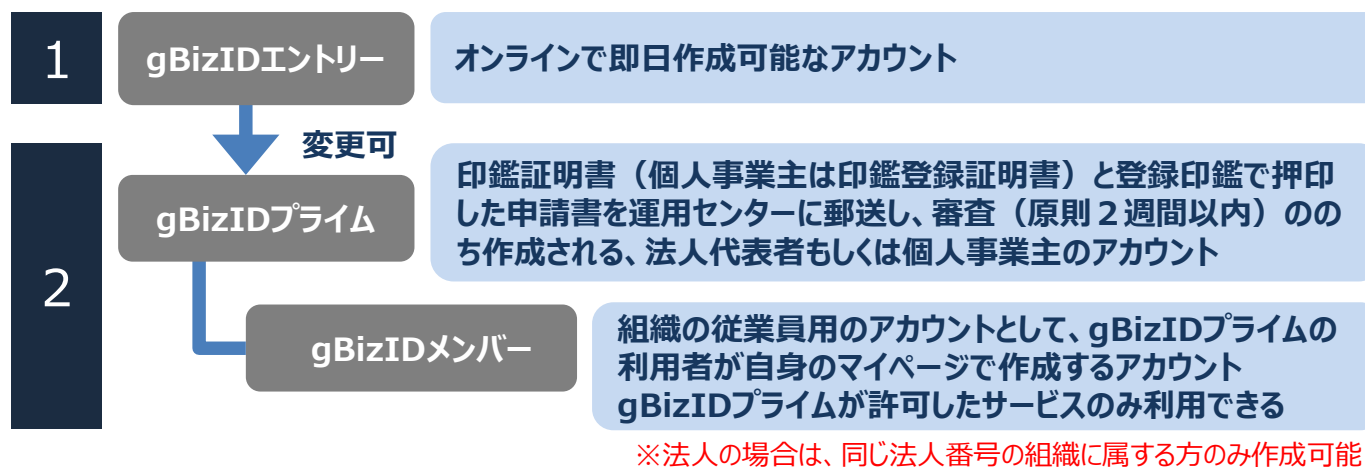 1
gBizIDエントリー
オンラインで即日作成可能なアカウント
変更可
2
gBizIDプライム
印鑑証明書（個人事業主は印鑑登録証明書）と登録印鑑で押印
した申請書を運用センターに郵送し、審査（原則２週間以内）のの
ち作成される、法人代表者もしくは個人事業主のアカウント
gBizIDメンバー
組織の従業員用のアカウントとして、gBizIDプライムの
利用者が自身のマイページで作成するアカウント
gBizIDプライムが許可したサービスのみ利用できる
※法人の場合は、同じ法人番号の組織に属する方のみ作成可能